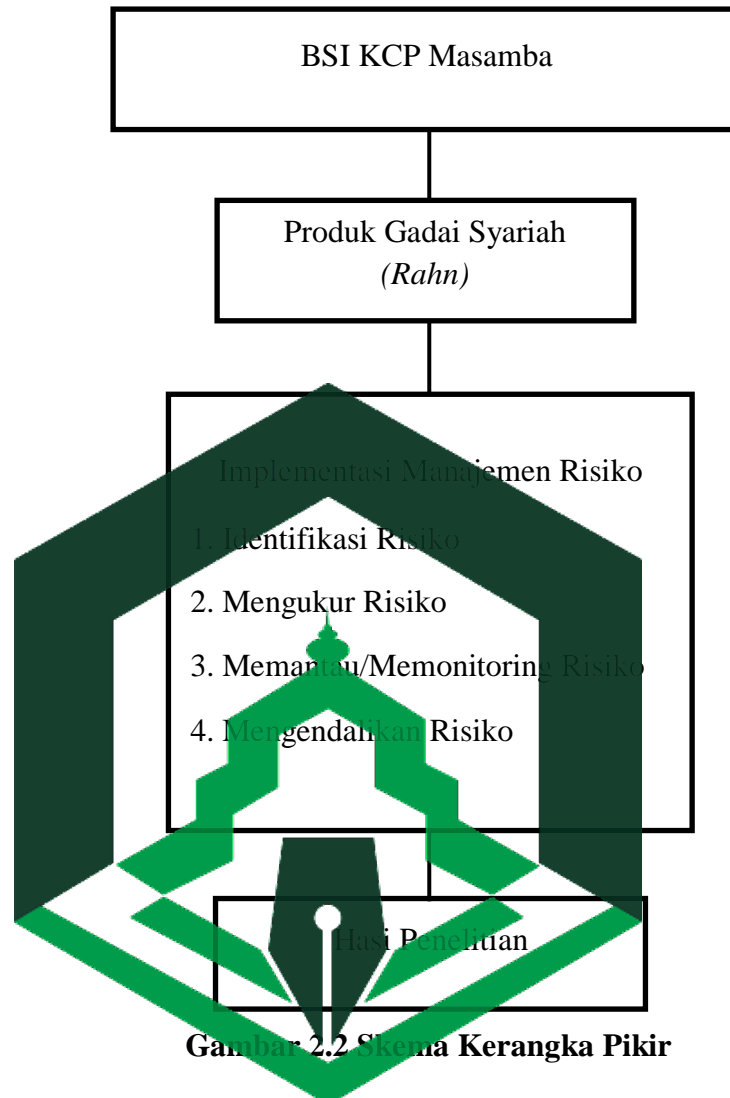 BSI KCP Masamba
Produk Gadai Syariah
(Rahn)
Implementasi Manajemen Risiko
1. Identifikasi Risiko
2. Mengukur Risiko
3. Memantau/Memonitoring Risiko
4. Mengendalikan Risiko
Hasi Penelitian
Gambar 2.2 Skema Kerangka Pikir